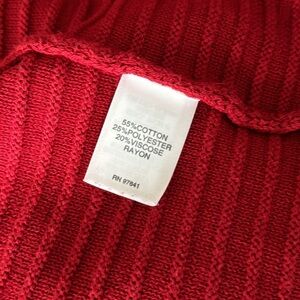 55%COTTON
25%POLYESTER
20%VISCOSE
RAYON
RN 97841